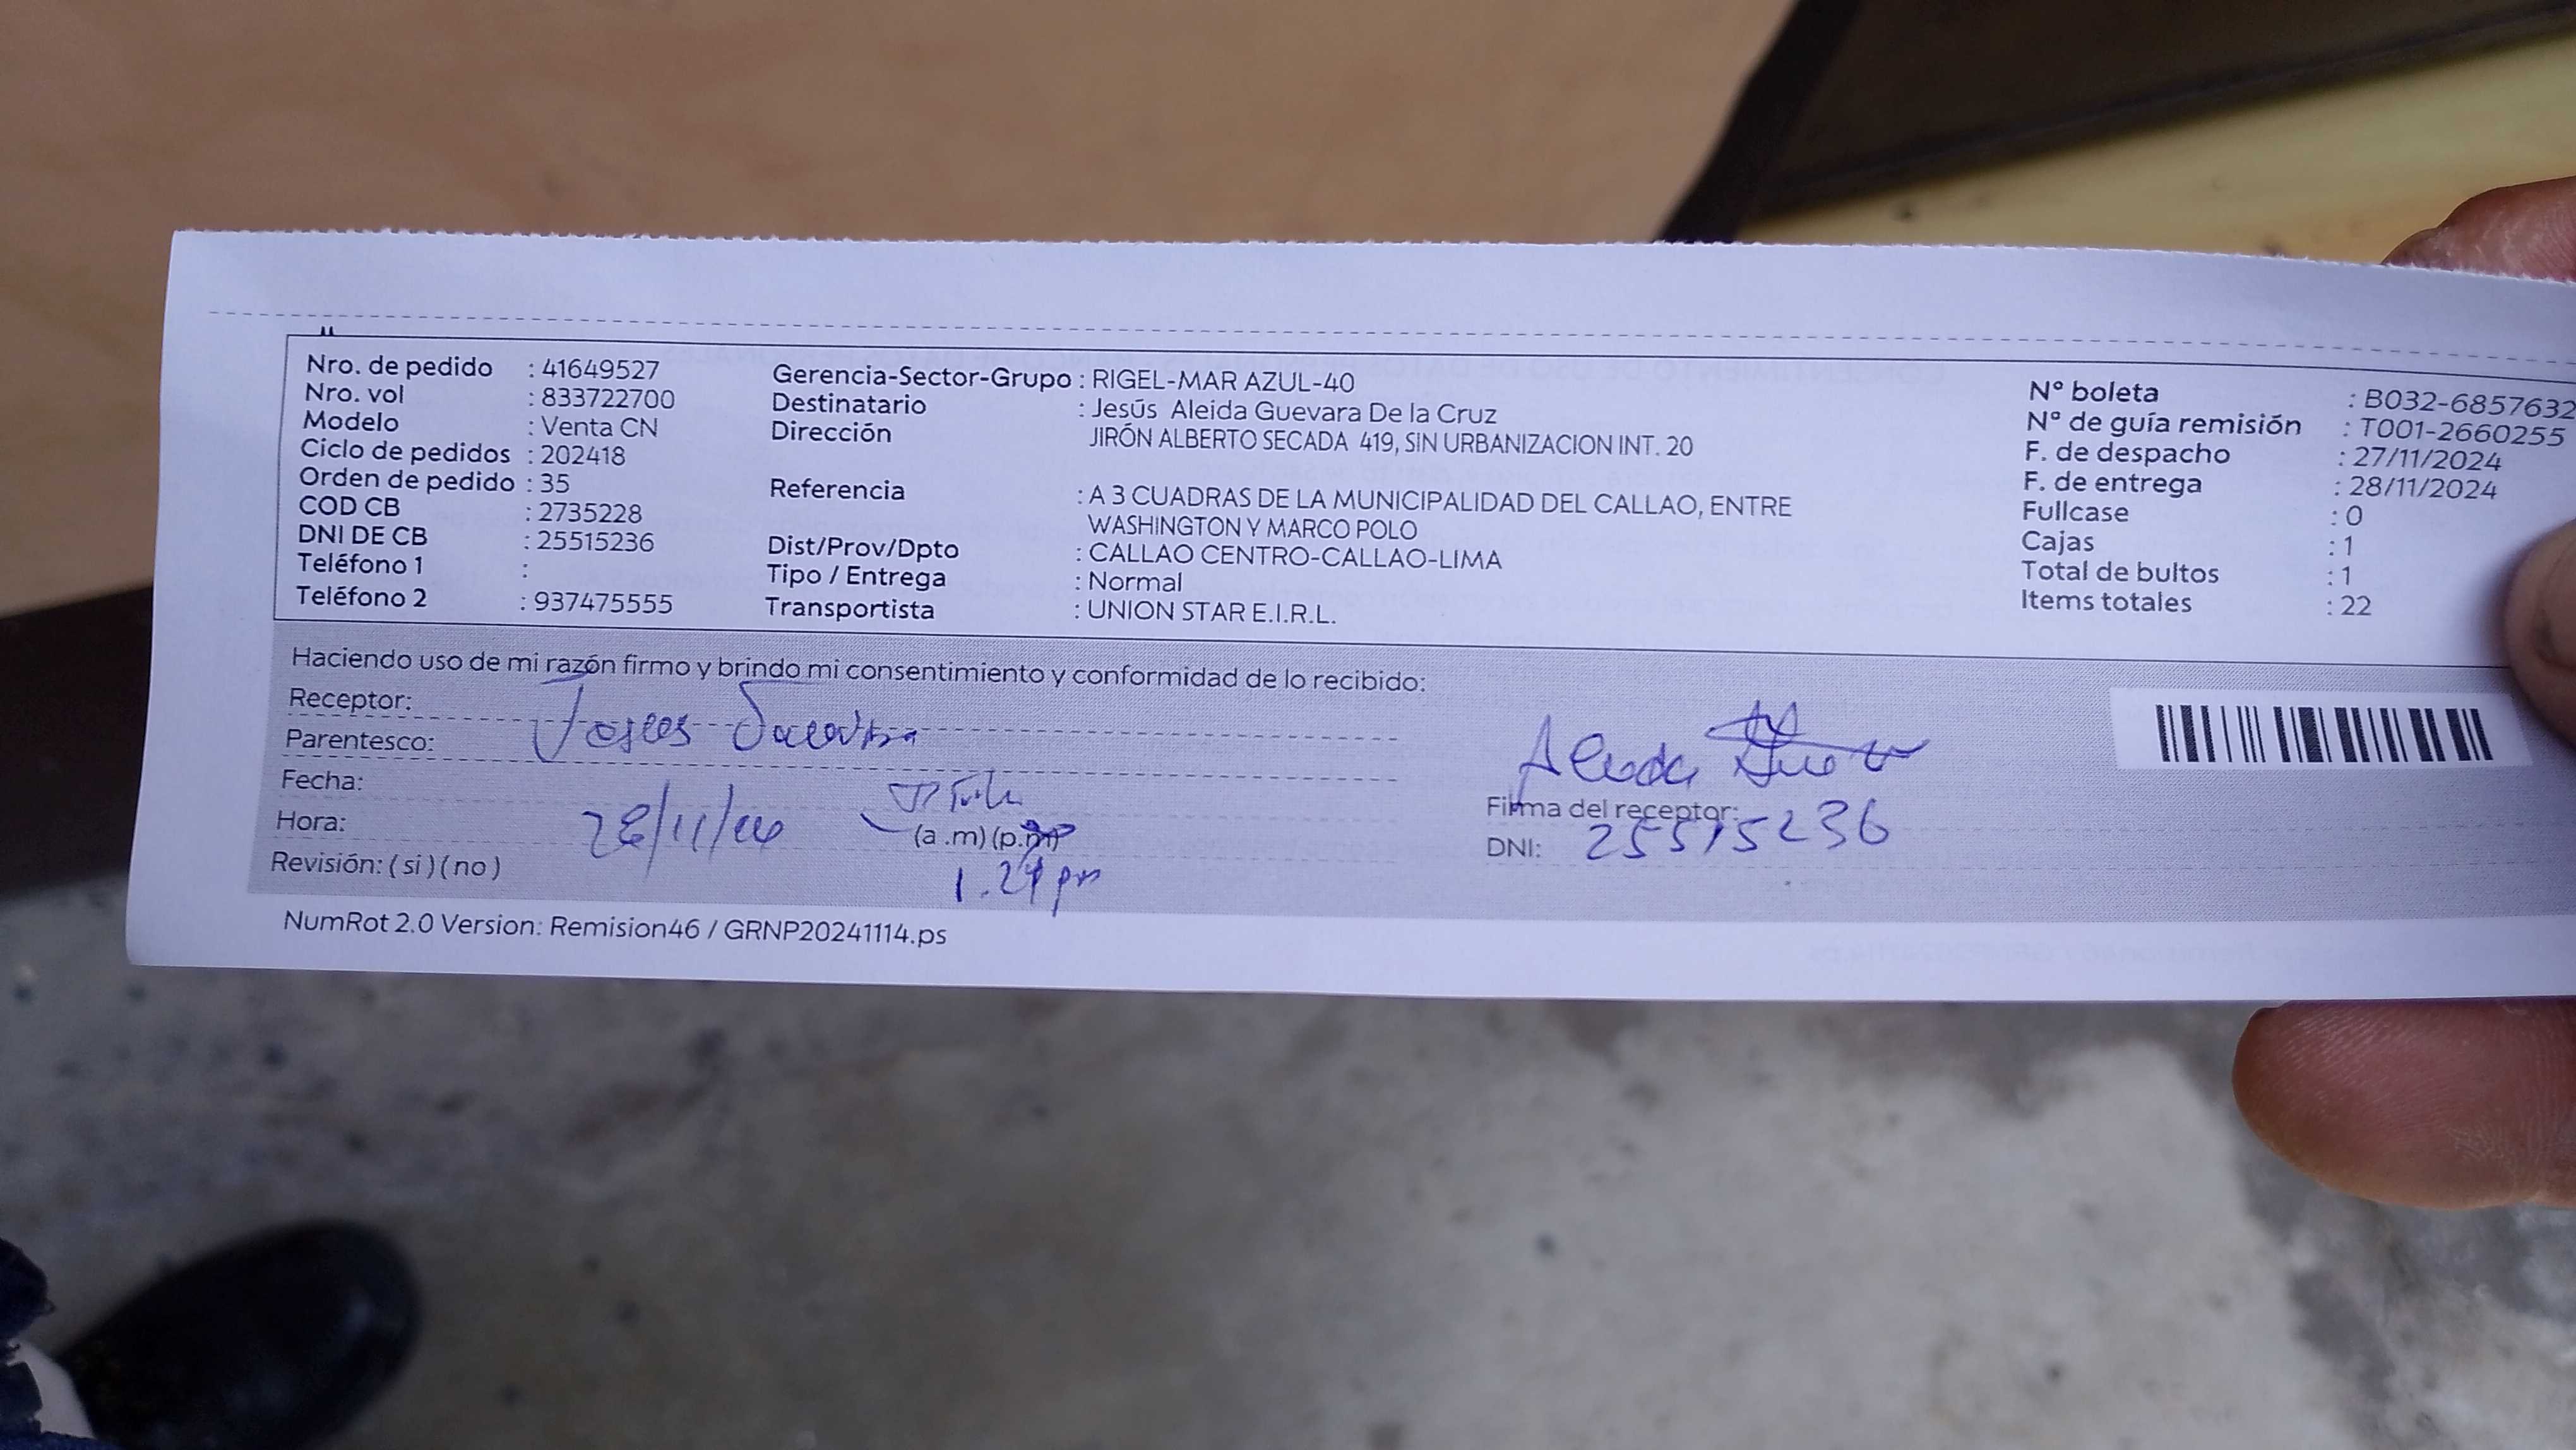 Nro. de pedido : 41649527
Nro. vol : 833722700
Modelo : Venta CN
Ciclo de pedidos : 202418
Orden de pedido : 35
COD CB : 2735228
DNI DE CB : 25515236
Teléfono 1 :
Teléfono 2 : 937475555
Gerencia-Sector-Grupo : RIGEL-MAR AZUL-40
Destinatario : Jesús Aleida Guevara De la Cruz
Dirección JIRÓN ALBERTO SECADA 419, SIN URBANIZACION INT. 20
Referencia : A 3 CUADRAS DE LA MUNICIPALIDAD DEL CALLAO, ENTRE
WASHINGTON Y MARCO POLO
Dist/Prov/Dpto : CALLAO CENTRO-CALLAO-LIMA
Tipo / Entrega : Normal
Transportista : UNION STAR E.I.R.L.
N° boleta : B032-6857632
N° de guía remisión : T001-2660255
F. de despacho : 27/11/2024
F. de entrega : 28/11/2024
Fullcase : 0
Cajas : 1
Total de bultos : 1
Items totales : 22
Haciendo uso de mi razón firmo y brindo mi consentimiento y conformidad de lo recibido:
Receptor:
Parentesco:
Fecha:
Hora: (a.m) (p.m)
Revisión: (si) (no)
Firma del receptor:
DNI: 25515236
NumRot 2.0 Version: Remision46 / GRNP20241114.ps